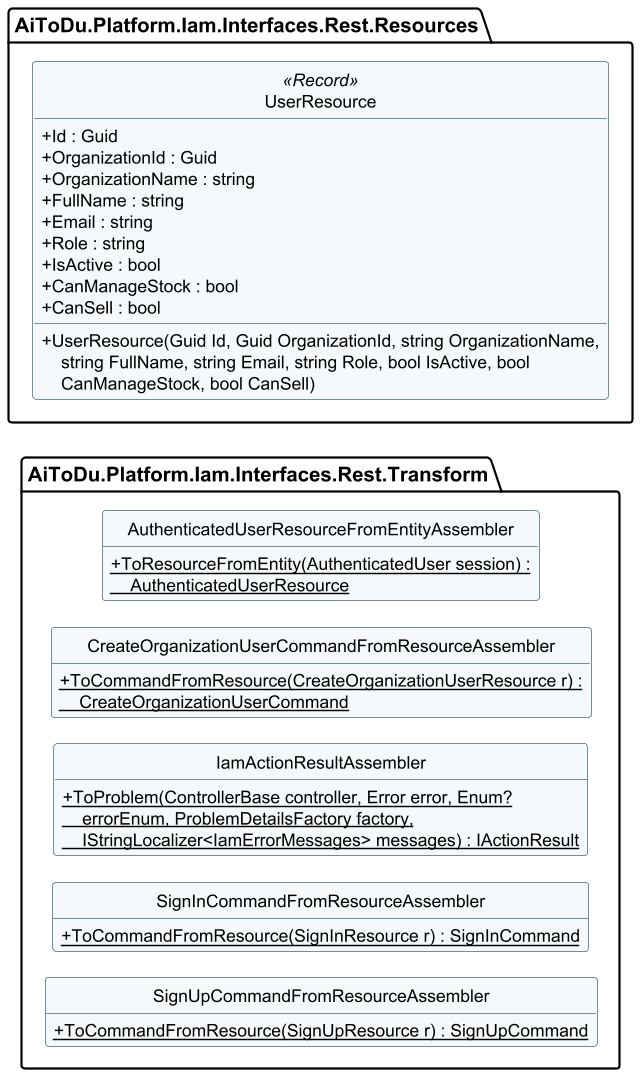 AiToDu.Platform.Iam.Interfaces.Rest.Resources
«Record»
UserResource
+Id : Guid
+OrganizationId : Guid
+OrganizationName : string
+FullName : string
+Email : string
+Role : string
+IsActive : bool
+CanManageStock : bool
+CanSell : bool
+UserResource(Guid Id, Guid OrganizationId, string OrganizationName,
string FullName, string Email, string Role, bool IsActive, bool
CanManageStock, bool CanSell)
AiToDu.Platform.Iam.Interfaces.Rest.Transform
AuthenticatedUserResourceFromEntityAssembler
+ToResourceFromEntity(AuthenticatedUser session) :
AuthenticatedUserResource
CreateOrganizationUserCommandFromResourceAssembler
+ToCommandFromResource(CreateOrganizationUserResource r) :
CreateOrganizationUserCommand
IamActionResultAssembler
+ToProblem(ControllerBase controller, Error error, Enum?
errorEnum, ProblemDetailsFactory factory,
IStringLocalizer<IamErrorMessages> messages) : IActionResult
SignInCommandFromResourceAssembler
+ToCommandFromResource(SignInResource r) : SignInCommand
SignUpCommandFromResourceAssembler
+ToCommandFromResource(SignUpResource r) : SignUpCommand